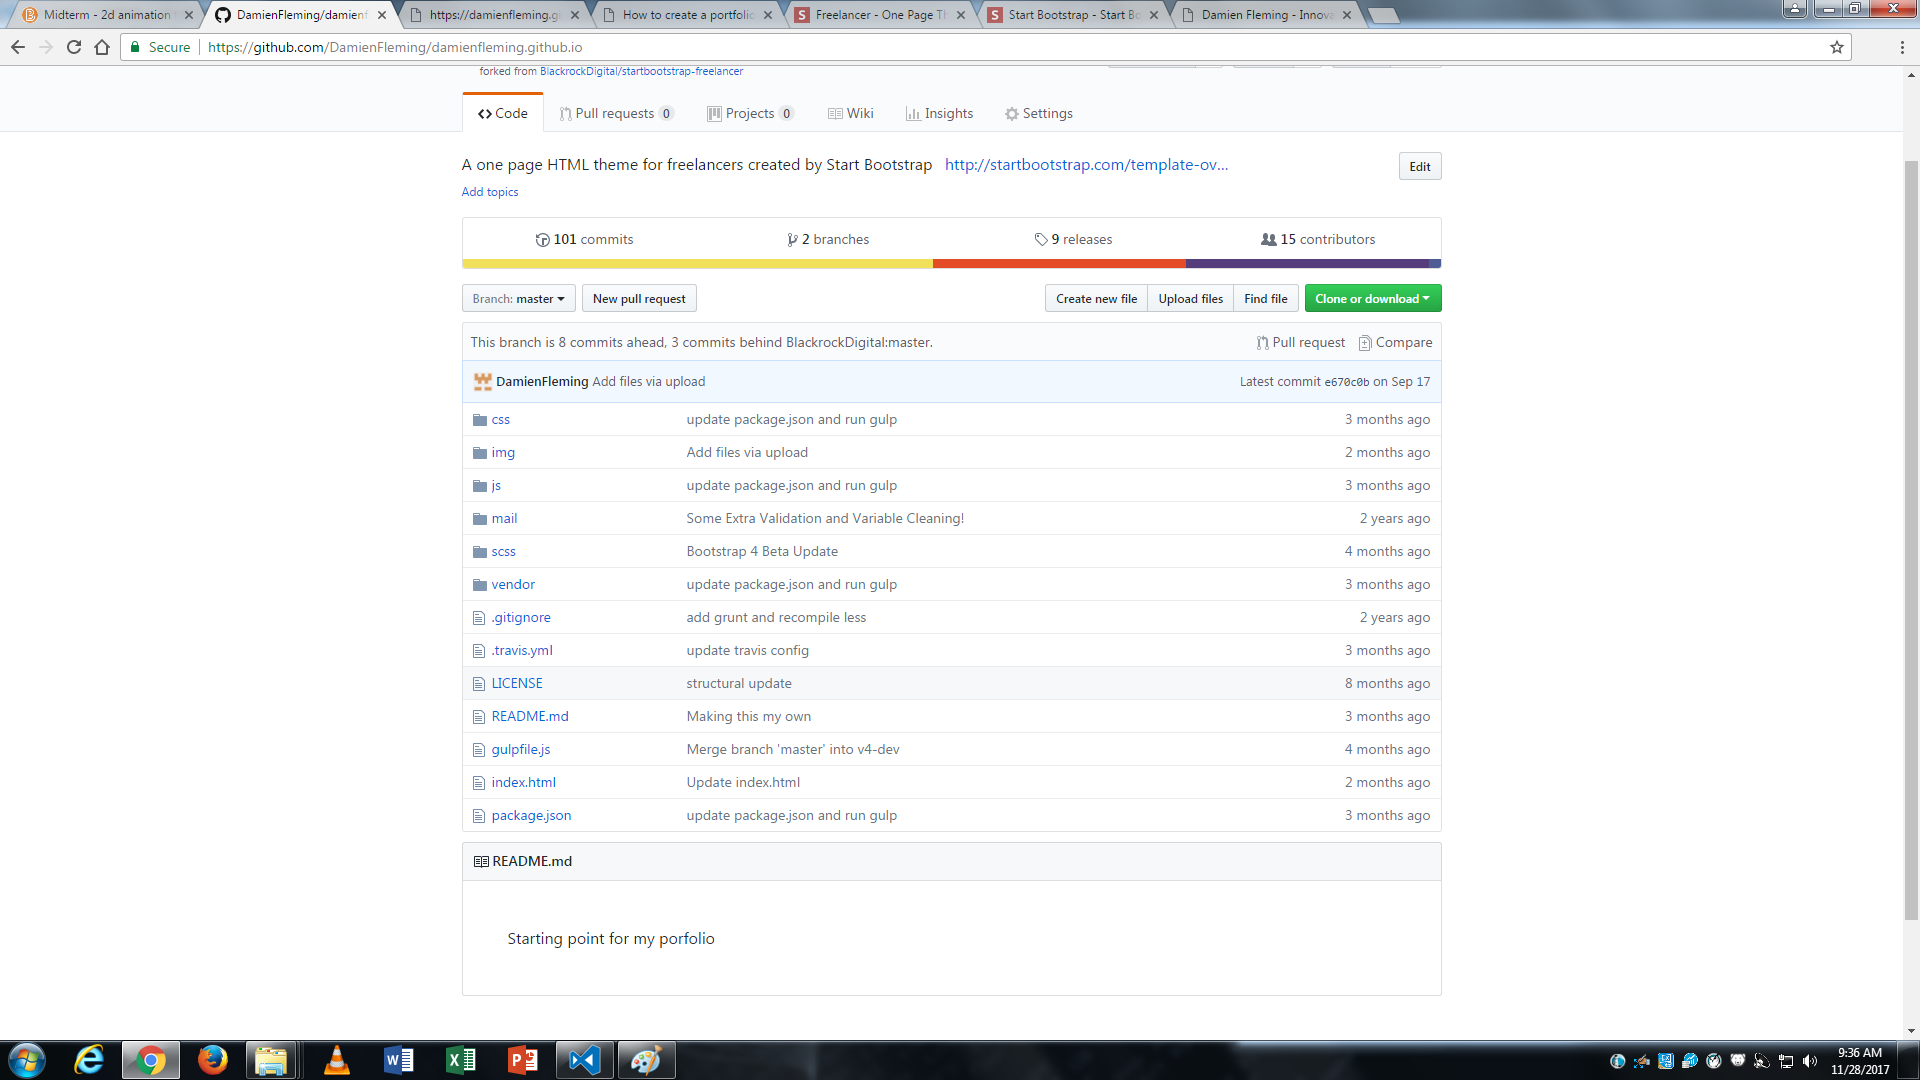 Midterm - 2d animation
DamienFleming/damienf
https://damienfleming.g
How to create a portfolio
Freelancer - One Page Th
Start Bootstrap - Start Bo
Damien Fleming - Innova
Secure https://github.com/DamienFleming/damienfleming.github.io
forked from BlackrockDigital/startbootstrap-freelancer
Code Pull requests 0 Projects 0 Wiki Insights Settings
A one page HTML theme for freelancers created by Start Bootstrap http://startbootstrap.com/template-ov... Edit
Add topics
101 commits 2 branches 9 releases 15 contributors
Branch: master New pull request Create new file Upload files Find file Clone or download
This branch is 8 commits ahead, 3 commits behind BlackrockDigital:master. Pull request Compare
DamienFleming Add files via upload Latest commit e670c0b on Sep 17
css update package.json and run gulp 3 months ago
img Add files via upload 2 months ago
js update package.json and run gulp 3 months ago
mail Some Extra Validation and Variable Cleaning! 2 years ago
scss Bootstrap 4 Beta Update 4 months ago
vendor update package.json and run gulp 3 months ago
.gitignore add grunt and recompile less 2 years ago
.travis.yml update travis config 3 months ago
LICENSE structural update 8 months ago
README.md Making this my own 3 months ago
gulpfile.js Merge branch 'master' into v4-dev 4 months ago
index.html Update index.html 2 months ago
package.json update package.json and run gulp 3 months ago
README.md
Starting point for my porfolio
9:36 AM
11/28/2017